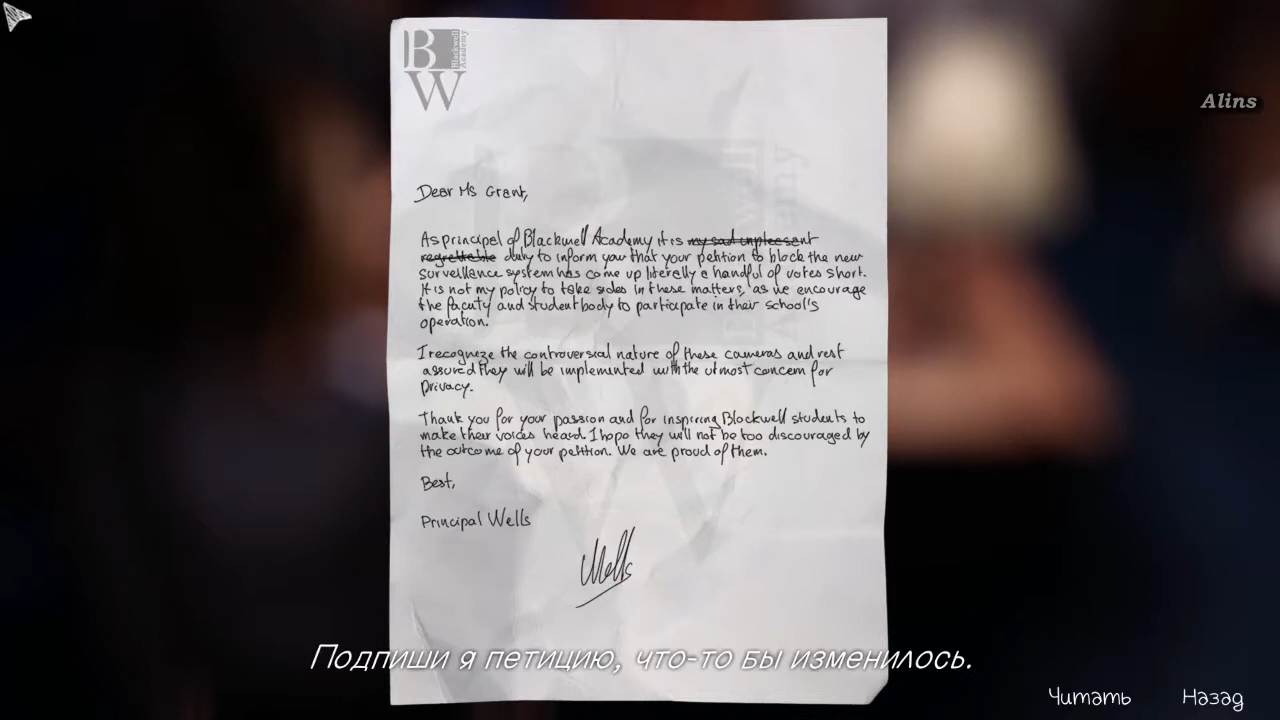 B
W
Blackwell
Academy
Alins
Dear Ms Grant,
As principal of Blackwell Academy it is my sad unpleesent
regrettable duty to inform you that your petition to block the new
surveillance system has come up literally a handful of votes short.
It is not my policy to take sides in these matters, as we encourage
the facuty and student body to participate in their school's
operation.
I recogneze the controversial nature of these cameras and rest
assured they will be implemented with the utmost concern for
privacy.
Thank you for your passion and for inspiring Blackwell students to
make their voices heard. I hope they will not be too discouraged by
the outcome of your petition. We are proud of them.
Best,
Principal Wells
Wells
Подпиши я петицию, что-то бы изменилось.
Читать Назад